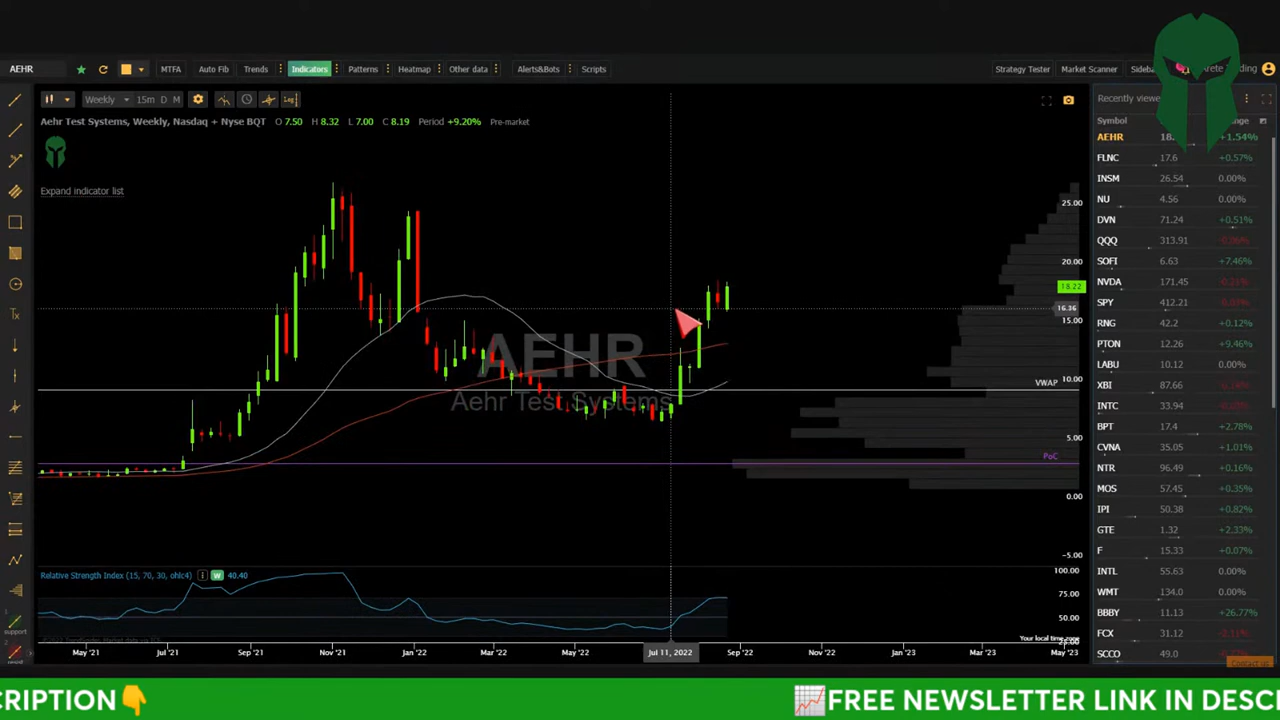 AEHR
MTFA Auto Fib Trends Indicators Patterns Heatmap Other data Alerts&Bots Scripts Strategy Tester Market Scanner
Weekly 15m D M Log
Aehr Test Systems, Weekly, Nasdaq + Nyse BQT O 7.50 H 8.32 L 7.00 C 8.19 Period +9.20% Pre-market
Expand indicator list
AEHR
Aehr Test Systems
25.00
20.00
18.22
16.36
15.00
10.00
VWAP
5.00
PoC
0.00
-5.00
Relative Strength Index (15, 70, 30, ohlc4) W 40.40
100.00
75.00
50.00
25.00
Your local time zone
May '21 Jul '21 Sep '21 Nov '21 Jan '22 Mar '22 May '22 Jul 11, 2022 Sep '22 Nov '22 Jan '23 Mar '23 May '23
support
Symbol
AEHR +1.54%
FLNC 17.6 +0.57%
INSM 26.54 0.00%
NU 4.56 0.00%
DVN 71.24 +0.51%
QQQ 313.91
SOFI 6.63 +7.46%
NVDA 171.45
SPY 412.21
RNG 42.2 +0.12%
PTON 12.26 +9.46%
LABU 10.12 0.00%
XBI 87.66
INTC 33.94
BPT 17.4 +2.78%
CVNA 35.05 +1.01%
NTR 96.49 +0.16%
MOS 57.45 +0.35%
IPI 50.38 +0.82%
GTE 1.32 +2.33%
F 15.33 +0.07%
INTL 55.63 0.00%
WMT 134.0 0.00%
BBBY 11.13 +26.77%
FCX 31.12
SCCO 49.0
Contact us
CRIPTION👇 📈FREE NEWSLETTER LINK IN DESC